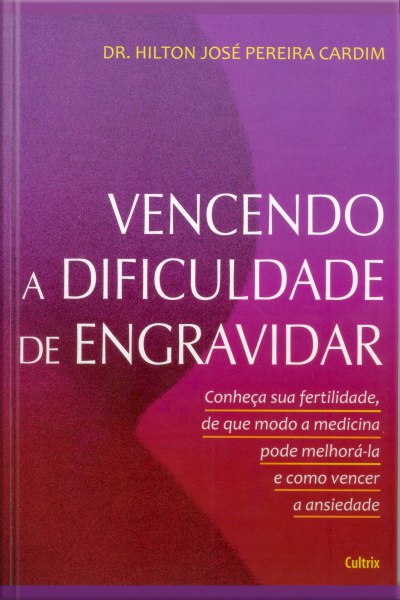 DR. HILTON JOSÉ PEREIRA CARDIM
VENCENDO
A DIFICULDADE
DE ENGRAVIDAR
Conheça sua fertilidade,
de que modo a medicina
pode melhorá-la
e como vencer
a ansiedade
Cultrix